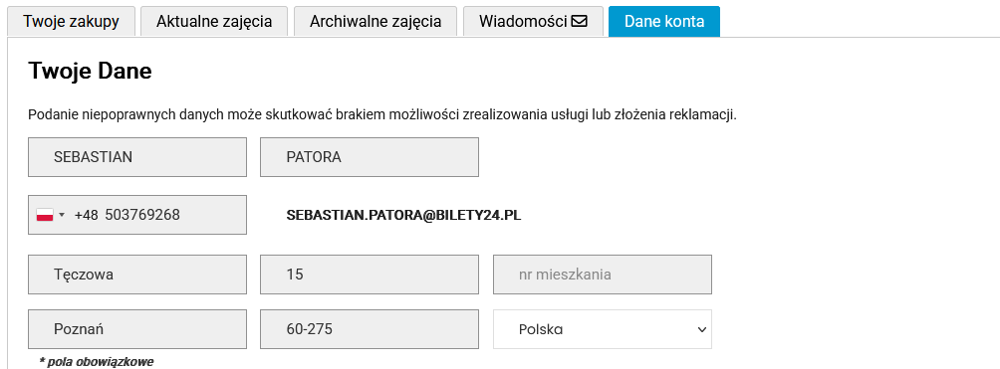 Twoje zakupy Aktualne zajęcia Archiwalne zajęcia Wiadomości Dane konta
Twoje Dane
Podanie niepoprawnych danych może skutkować brakiem możliwości zrealizowania usługi lub złożenia reklamacji.
SEBASTIAN PATORA
+48 503769268 SEBASTIAN.PATORA@BILETY24.PL
Tęczowa 15 nr mieszkania
Poznań 60-275 Polska
* pola obowiązkowe